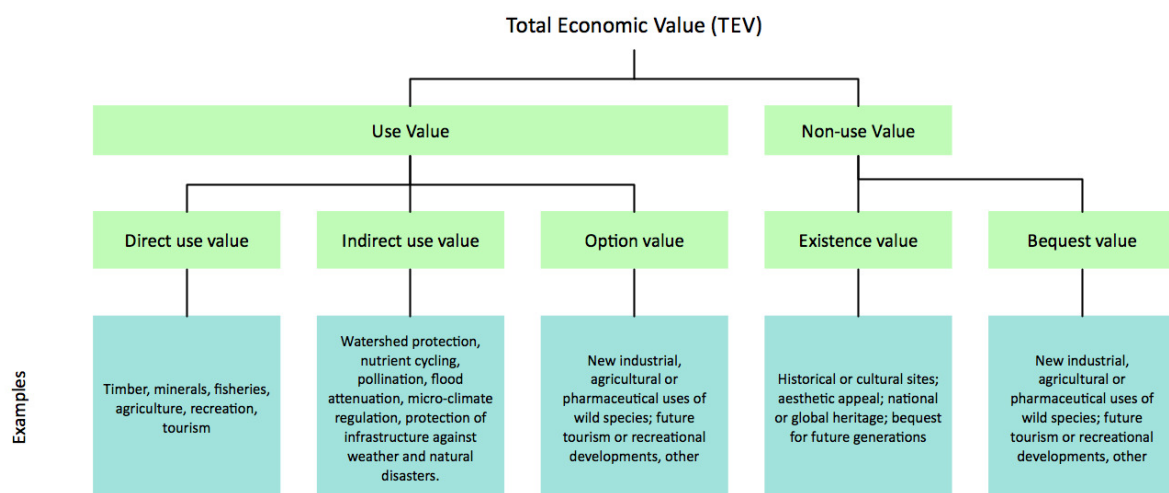 Total Economic Value (TEV)
Use Value
Non-use Value
Direct use value
Indirect use value
Option value
Existence value
Bequest value
Examples
Timber, minerals, fisheries,
agriculture, recreation,
tourism
Watershed protection,
nutrient cycling,
pollination, flood
attenuation, micro-climate
regulation, protection of
infrastructure against
weather and natural
disasters.
New industrial,
agricultural or
pharmaceutical uses of
wild species; future
tourism or recreational
developments, other
Historical or cultural sites;
aesthetic appeal; national
or global heritage; bequest
for future generations
New industrial,
agricultural or
pharmaceutical uses of
wild species; future
tourism or recreational
developments, other